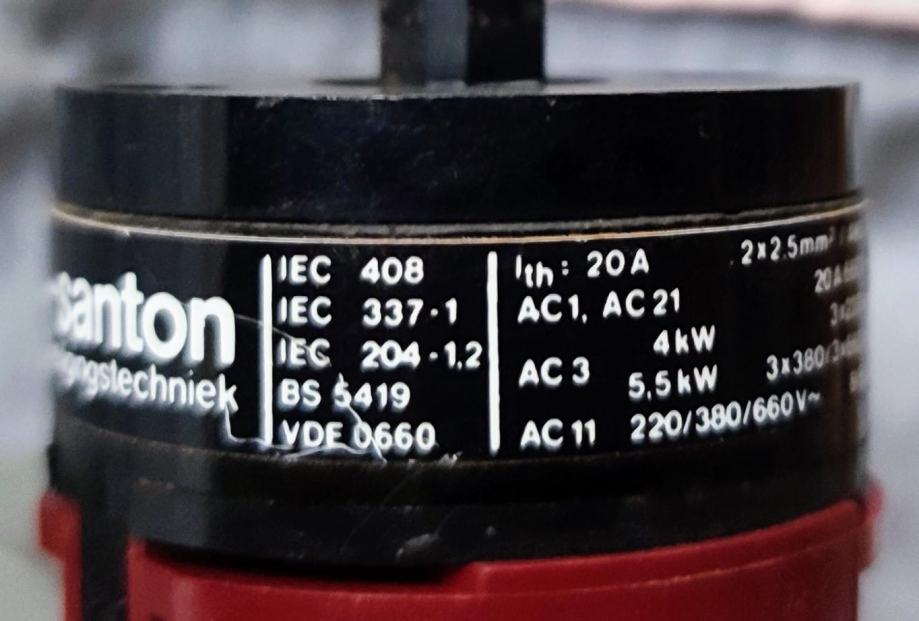 santon
IEC 408
IEC 337-1
IEC 204-1,2
BS 5419
VDE 0660
Ith: 20A
AC1, AC21
4kW
AC3
5,5kW
AC11 220/380/660V~
2x2.5mm²
20A
3x380/